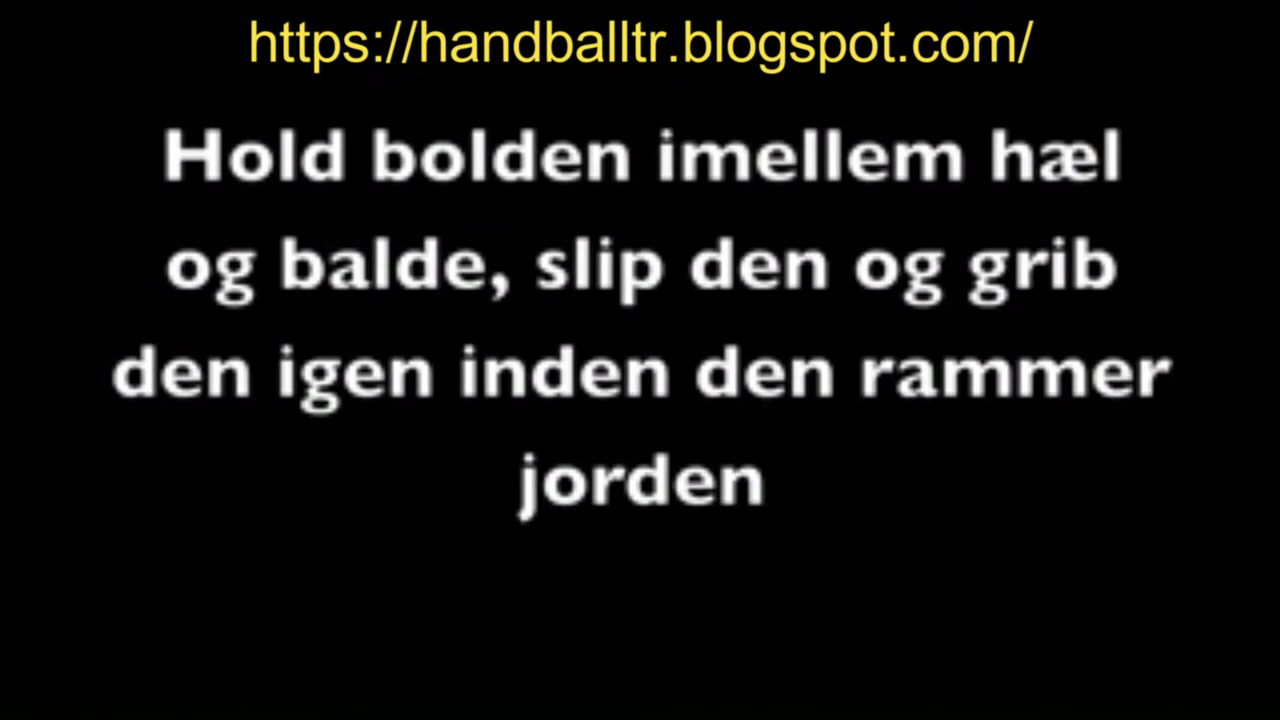 https://handballtr.blogspot.com/
Hold bolden imellem hæl
og balde, slip den og grib
den igen inden den rammer
jorden